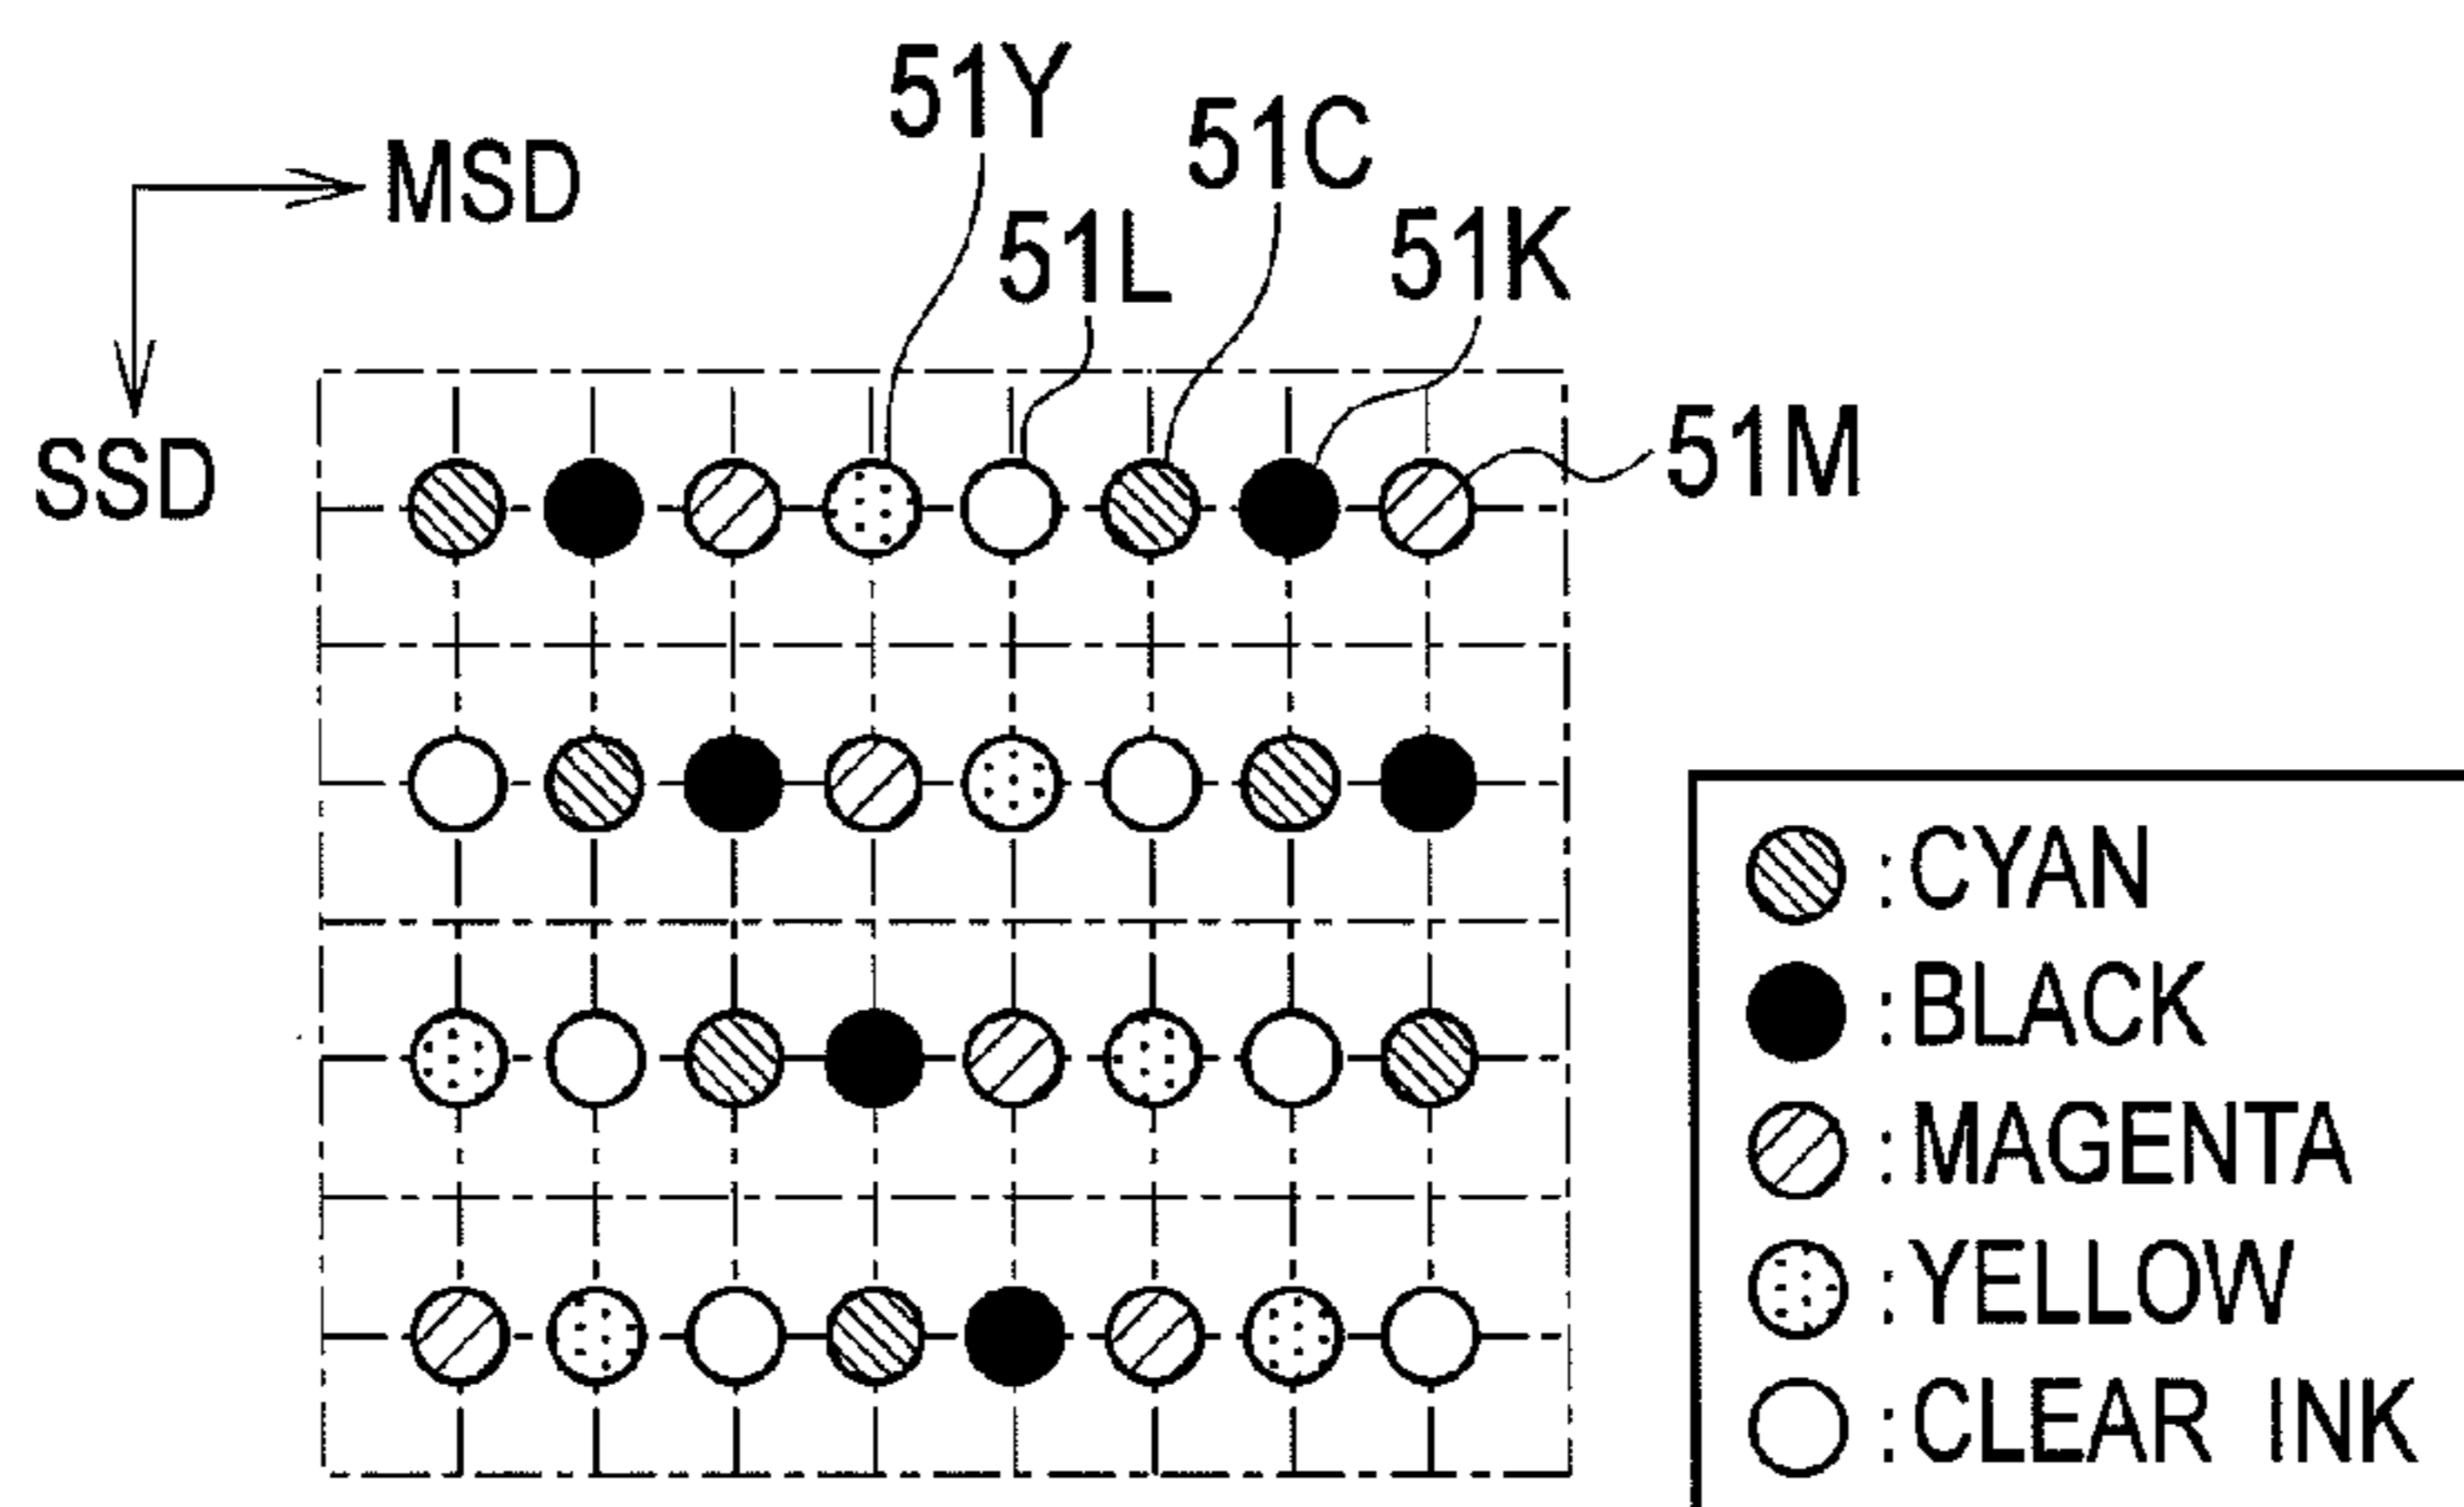 51Y
51C
MSD
51L
51K
51M
SSD
:CYAN
:BLACK
:MAGENTA
:YELLOW
:CLEAR INK